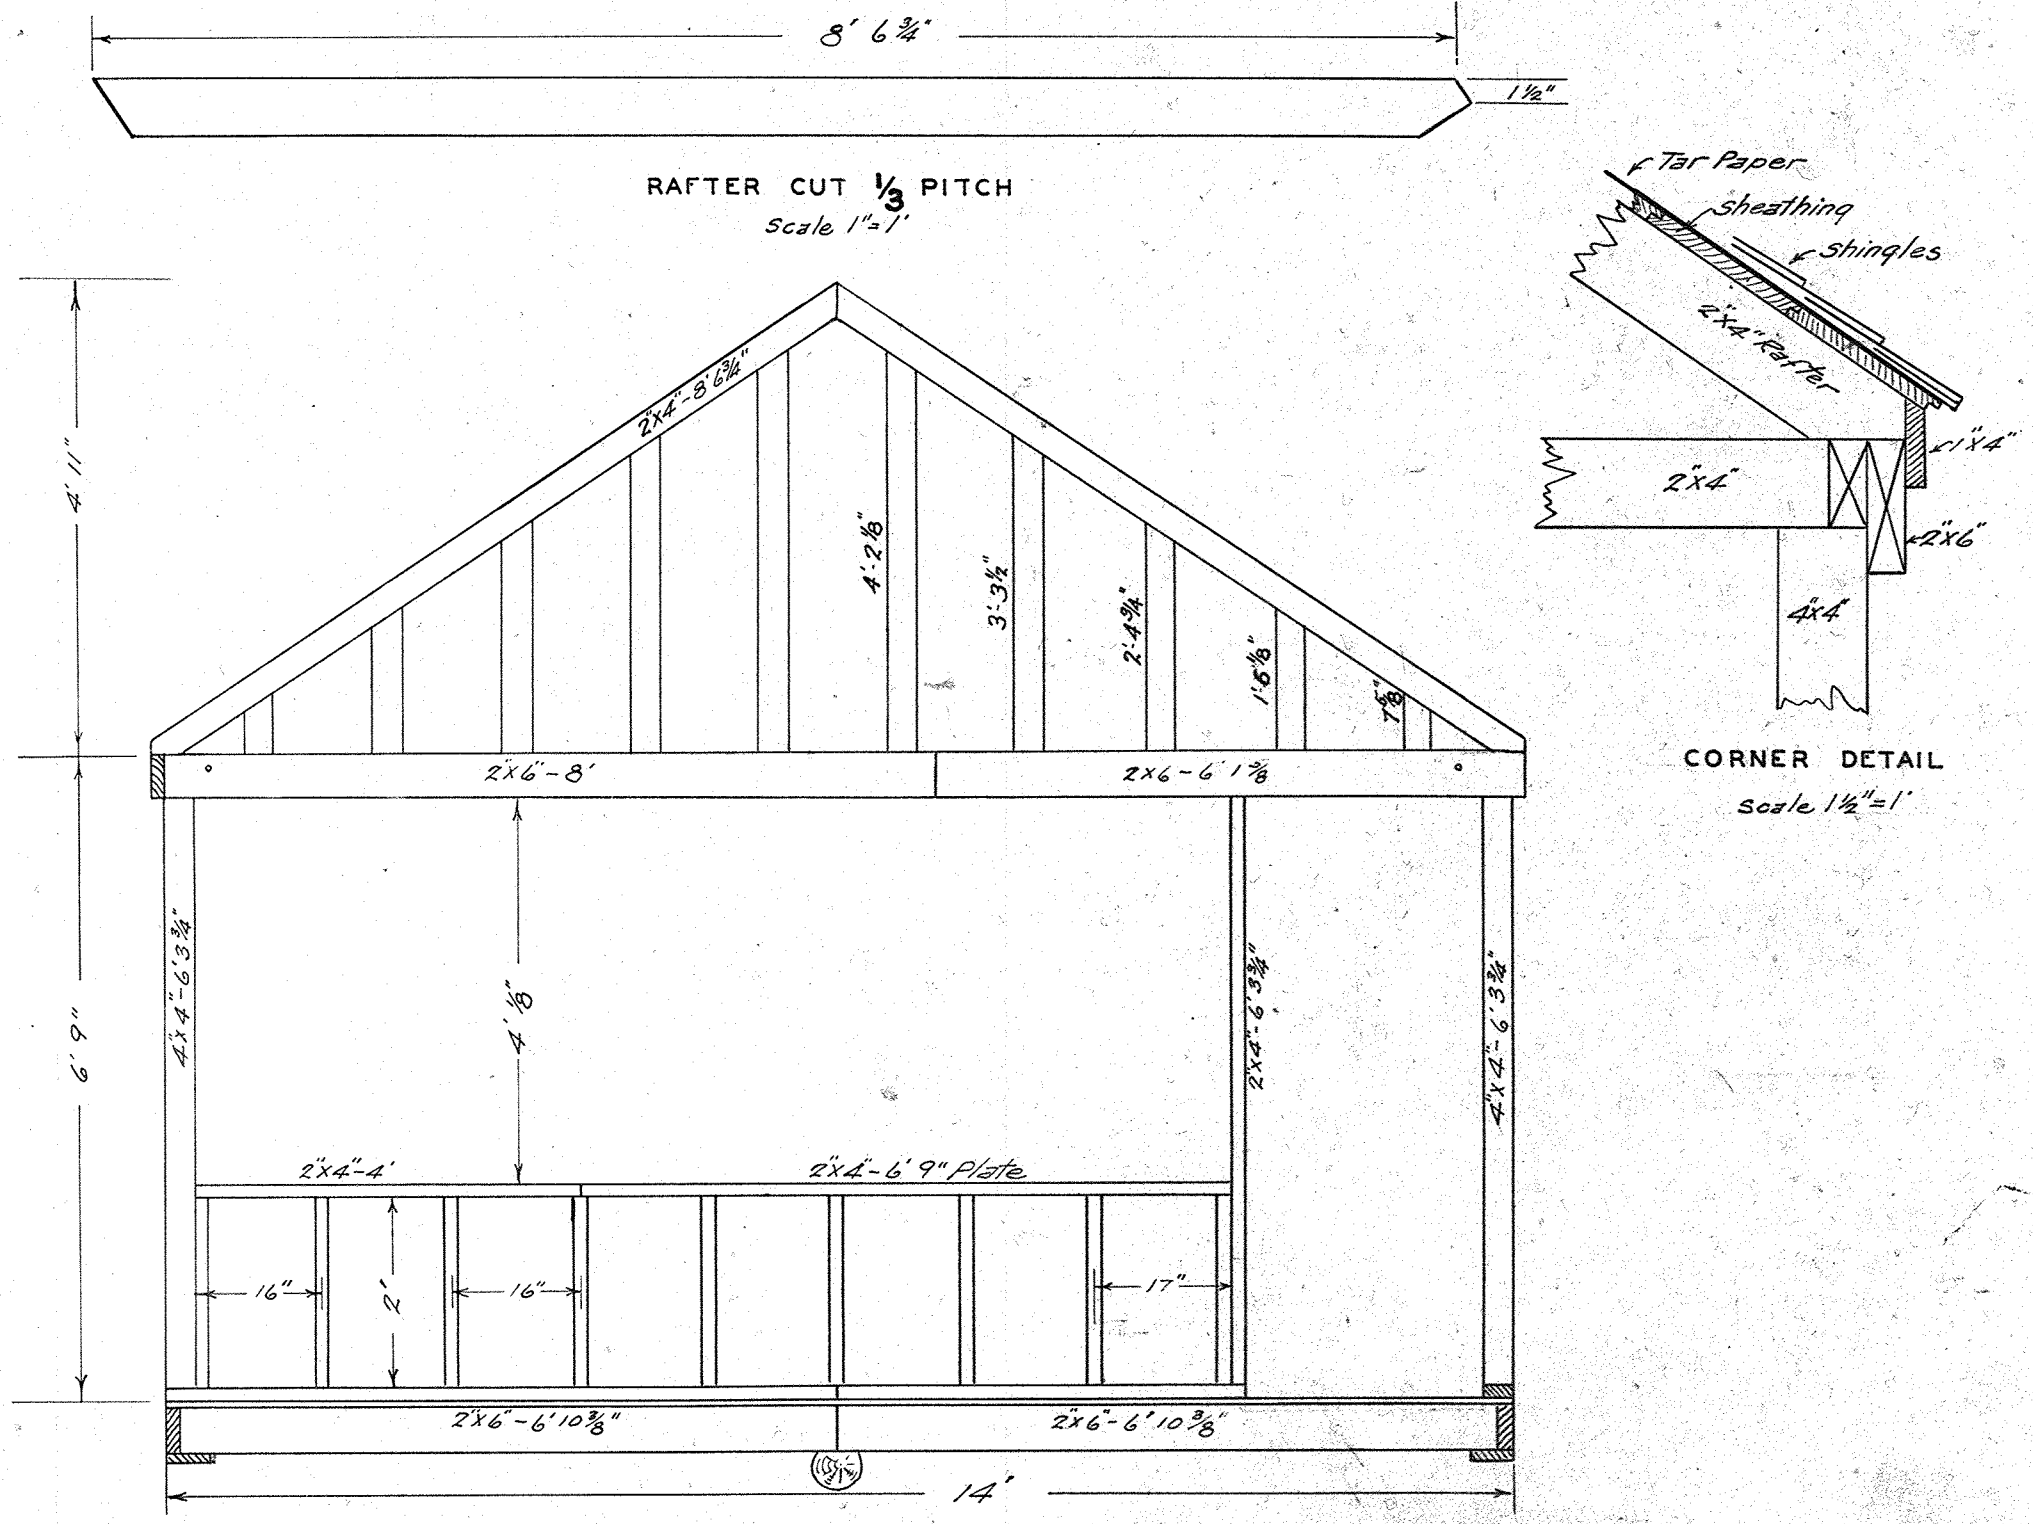 8' 6 3/4"
1 1/2"
RAFTER CUT 1/3 PITCH
Scale 1"=1'
Tar Paper
Sheathing
Shingles
2"x4" Rafter
1"x4"
2"x4"
2"x6"
4"x4"
CORNER DETAIL
Scale 1 1/2"=1'
2"x4"-8' 6 3/4"
4' 11"
4'-2 1/8"
3'-3 1/2"
2'-4 3/4"
7 5/8"
2"x6"-8'
2x6-6' 1 5/8
6' 9"
4"x4"-6' 3 3/4"
4' 1/8"
2"x4"-6' 3 3/4"
4"x4"-6' 3 3/4"
2"x4"-4'
2"x4"-6' 9" Plate
16"
2'
16"
17"
2"x6"-6' 10 3/8"
2"x6"-6' 10 3/8"
14'